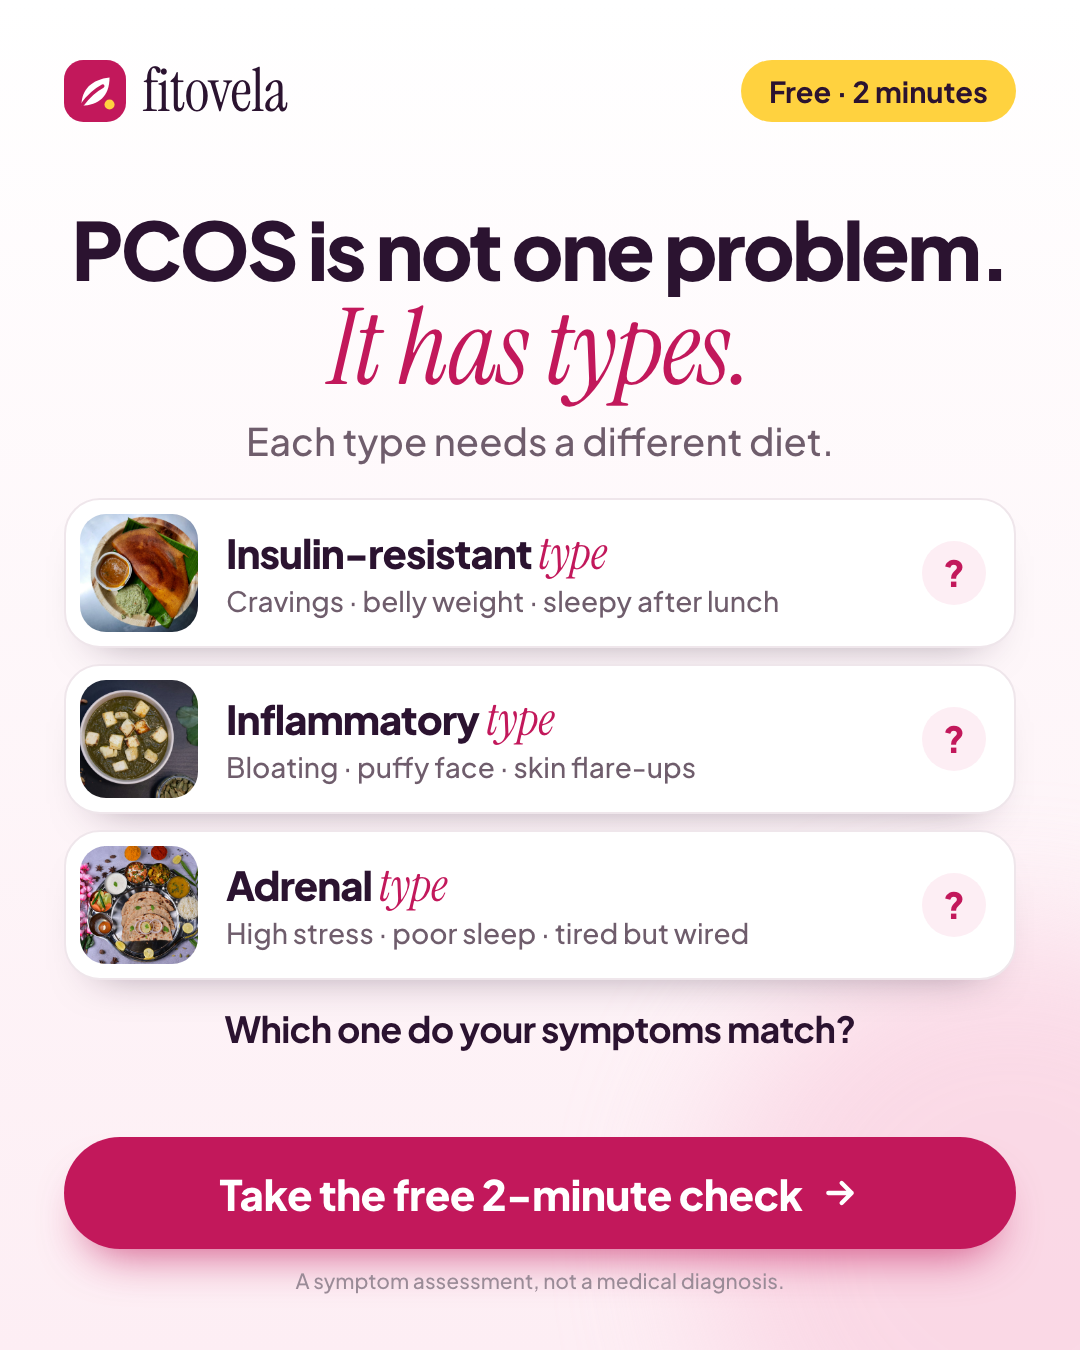 fitovela
Free · 2 minutes
PCOS is not one problem.
It has types.
Each type needs a different diet.
Insulin-resistant type
Cravings · belly weight · sleepy after lunch
?
Inflammatory type
Bloating · puffy face · skin flare-ups
?
Adrenal type
High stress · poor sleep · tired but wired
?
Which one do your symptoms match?
Take the free 2-minute check →
A symptom assessment, not a medical diagnosis.